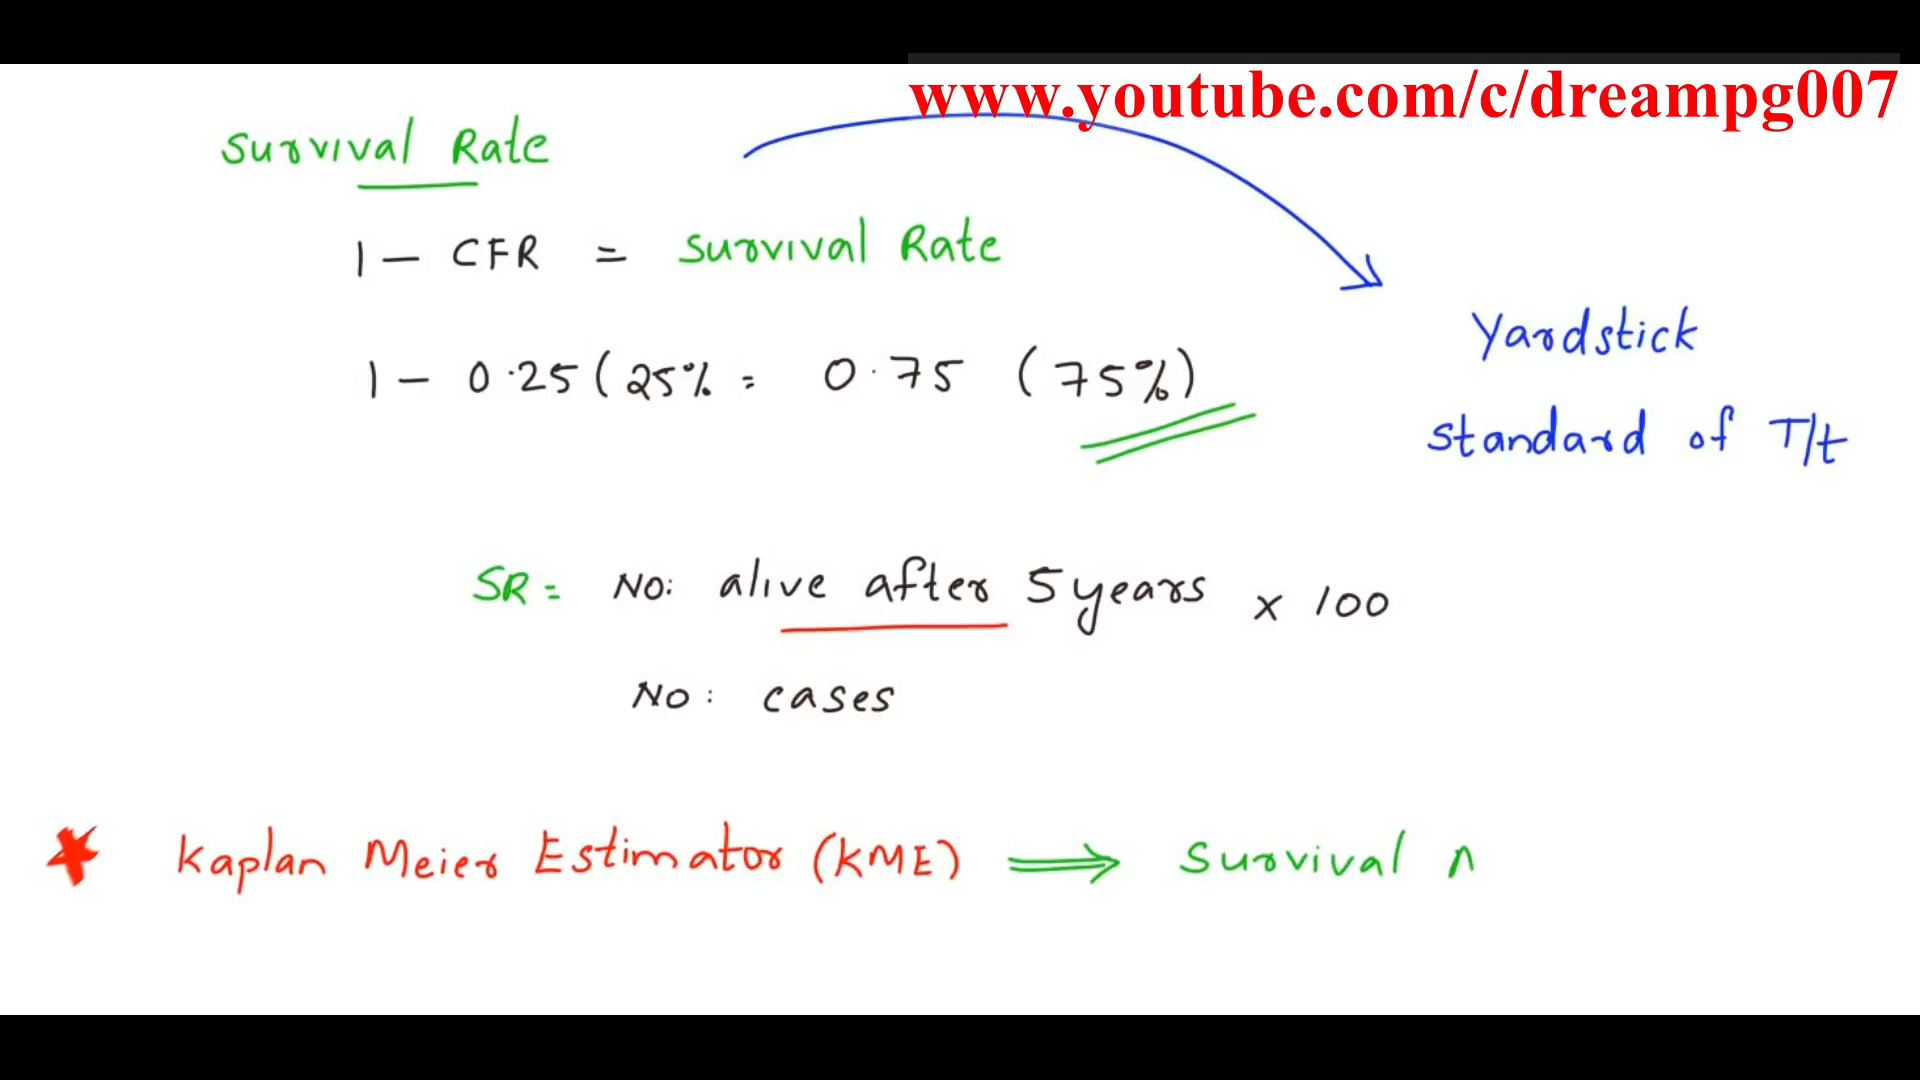 www.youtube.com/c/dreampg007
Survival Rate
1 - CFR = Survival Rate
1 - 0.25 (25% = 0.75 (75%)
Yardstick
standard of T/t
SR = No: alive after 5 years x 100
No: cases
Kaplan Meier Estimator (KME) ⟹ Survival